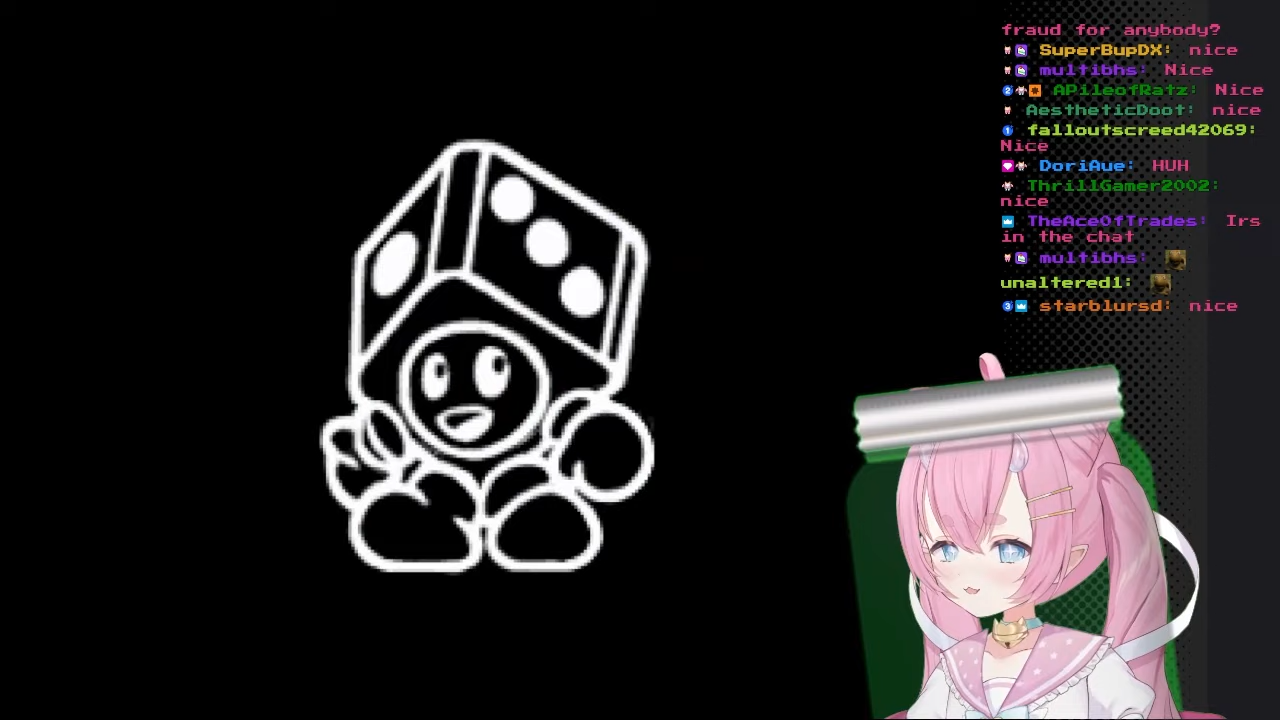 fraud for anybody?
SuperBupDX: nice
multibhs: Nice
APileofRatz: Nice
AestheticDoot: nice
falloutscreed42069:
Nice
DoriAue: HUH
ThrillGamer2002:
nice
TheAceOfTrades: Irs
in the chat
multibhs:
unaltered1:
starblursd: nice